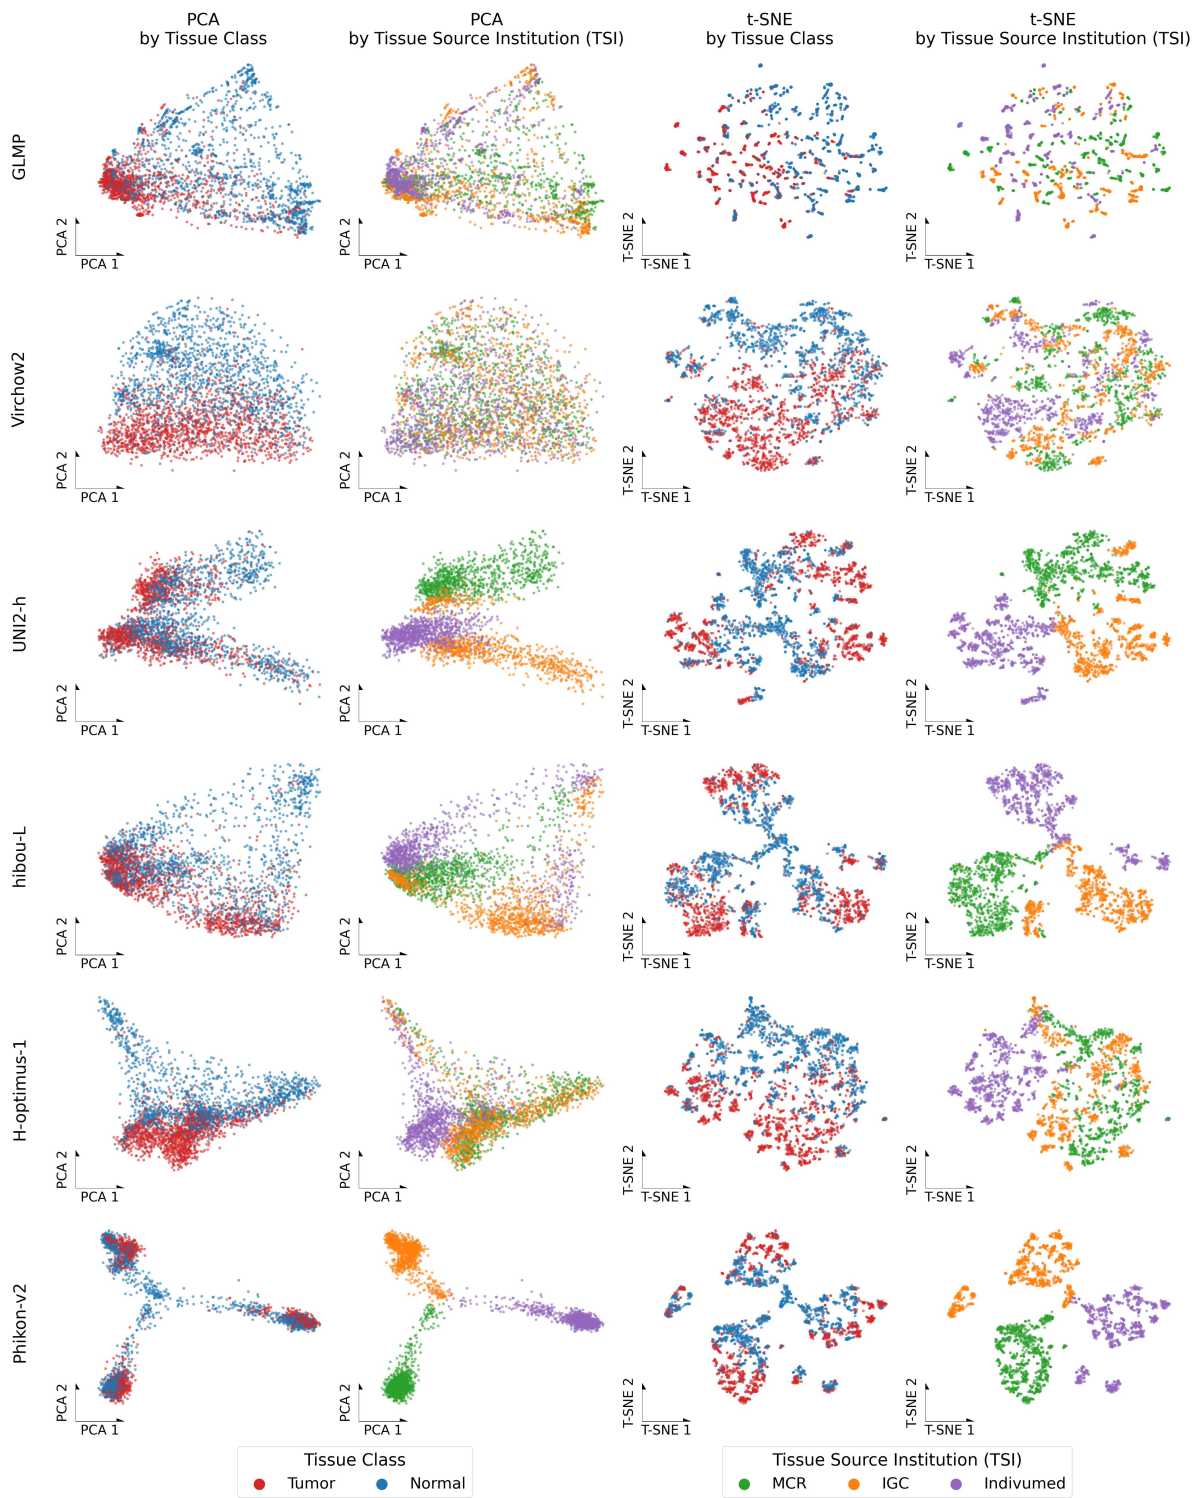 PCA
by Tissue Class
PCA
by Tissue Source Institution (TSI)
t-SNE
by Tissue Class
t-SNE
by Tissue Source Institution (TSI)
GLMP
PCA 2
PCA 1
PCA 2
PCA 1
T-SNE 2
T-SNE 1
T-SNE 2
T-SNE 1
Virchow2
PCA 2
PCA 1
PCA 2
PCA 1
T-SNE 2
T-SNE 1
T-SNE 2
T-SNE 1
UNI2-h
PCA 2
PCA 1
PCA 2
PCA 1
T-SNE 2
T-SNE 1
T-SNE 2
T-SNE 1
hibou-L
PCA 2
PCA 1
PCA 2
PCA 1
T-SNE 2
T-SNE 1
T-SNE 2
T-SNE 1
H-optimus-1
PCA 2
PCA 1
PCA 2
PCA 1
T-SNE 2
T-SNE 1
T-SNE 2
T-SNE 1
Phikon-v2
PCA 2
PCA 1
PCA 2
PCA 1
T-SNE 2
T-SNE 1
T-SNE 2
T-SNE 1
Tissue Class
Tumor Normal
Tissue Source Institution (TSI)
MCR IGC Indivumed